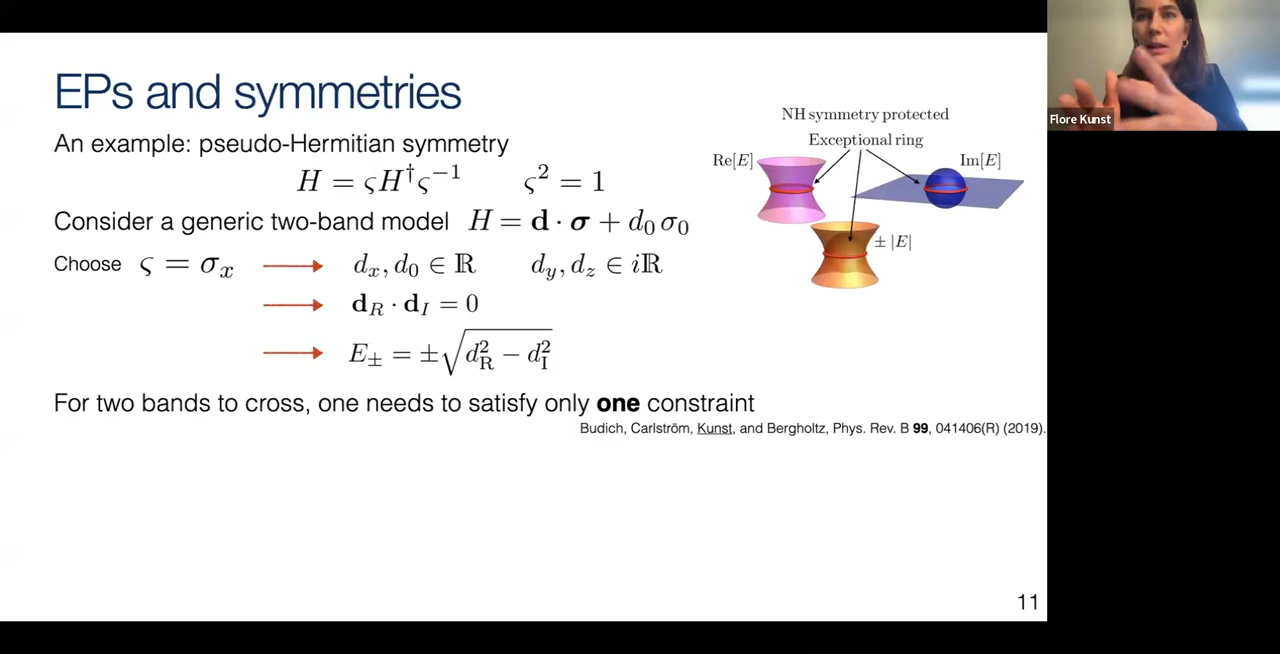 EPs and symmetries
An example: pseudo-Hermitian symmetry
H = ςH†ς⁻¹ ς² = 1
Consider a generic two-band model H = d · σ + d₀ σ₀
Choose ς = σₓ → dₓ, d₀ ∈ ℝ d_y, d_z ∈ iℝ
→ d_R · d_I = 0
→ E± = ±√(d²_R − d²_I)
For two bands to cross, one needs to satisfy only one constraint
Budich, Carlström, Kunst, and Bergholtz, Phys. Rev. B 99, 041406(R) (2019).
NH symmetry protected
Exceptional ring
Re[E]
Im[E]
± |E|
11
Flore Kunst